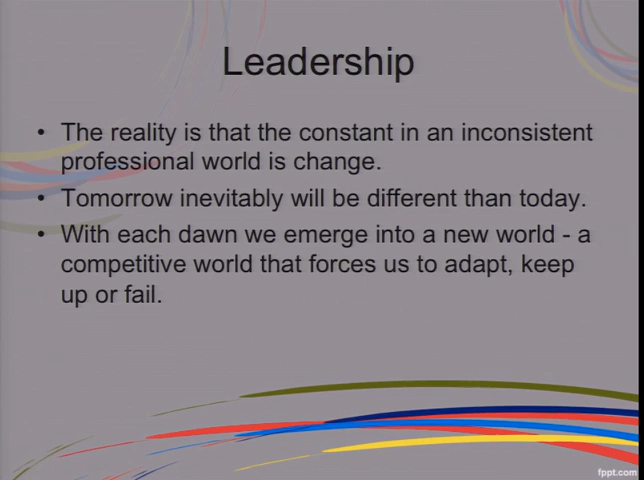 Leadership
• The reality is that the constant in an inconsistent
professional world is change.
• Tomorrow inevitably will be different than today.
• With each dawn we emerge into a new world - a
competitive world that forces us to adapt, keep
up or fail.
fppt.com